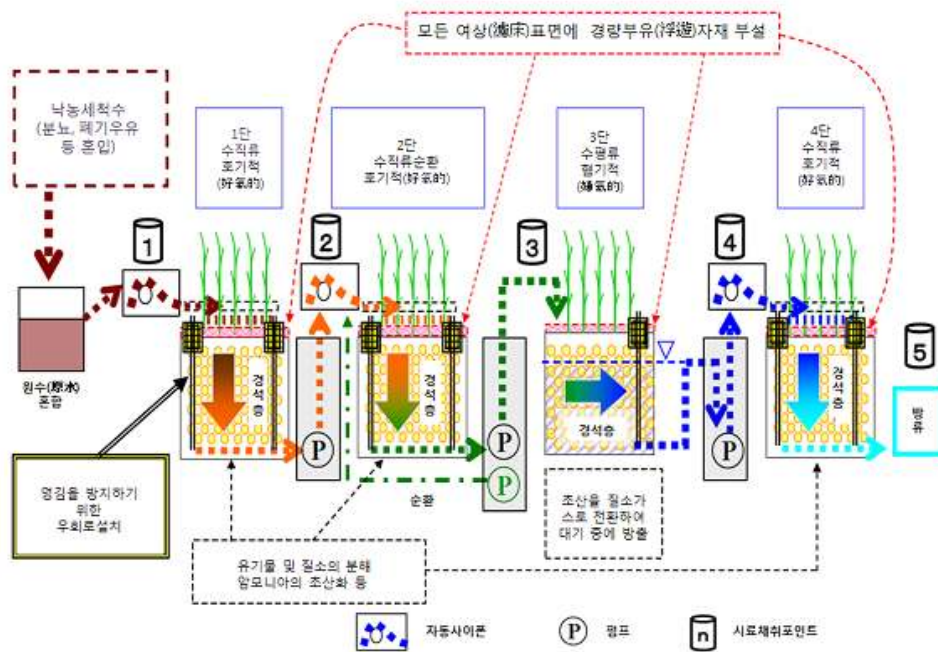 모든 여상(濾床)표면에 경량부유(浮遊)자재 부설
낙농세척수
(분뇨, 폐기우유
등 혼입)
1단
수직류
호기적
(好氣的)
2단
수직류순환
호기적(好氣的)
3단
수평류
혐기적
(嫌氣的)
4단
수직류
호기적
(好氣的)
1
2
3
4
5
원수(原水)
혼합
경석층
경석층
경석층
경석층
P
P
P
P
방류
순환
막힘을 방지하기
위한
우회로설치
유기물 및 질소의 분해
암모니아의 초산화 등
초산을 질소가
스로 전환하여
대기 중에 방출
자동사이폰
P
펌프
n
시료채취포인트